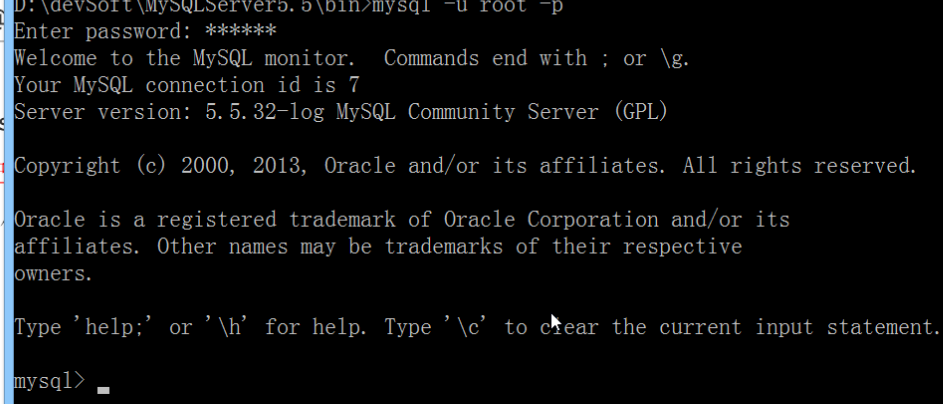 D:\devSoft\MySQLServer5.5\bin>mysql -u root -p
Enter password: ******
Welcome to the MySQL monitor.  Commands end with ; or \g.
Your MySQL connection id is 7
Server version: 5.5.32-log MySQL Community Server (GPL)
Copyright (c) 2000, 2013, Oracle and/or its affiliates. All rights reserved.
Oracle is a registered trademark of Oracle Corporation and/or its
affiliates. Other names may be trademarks of their respective
owners.
Type 'help;' or '\h' for help. Type '\c' to clear the current input statement.
mysql>